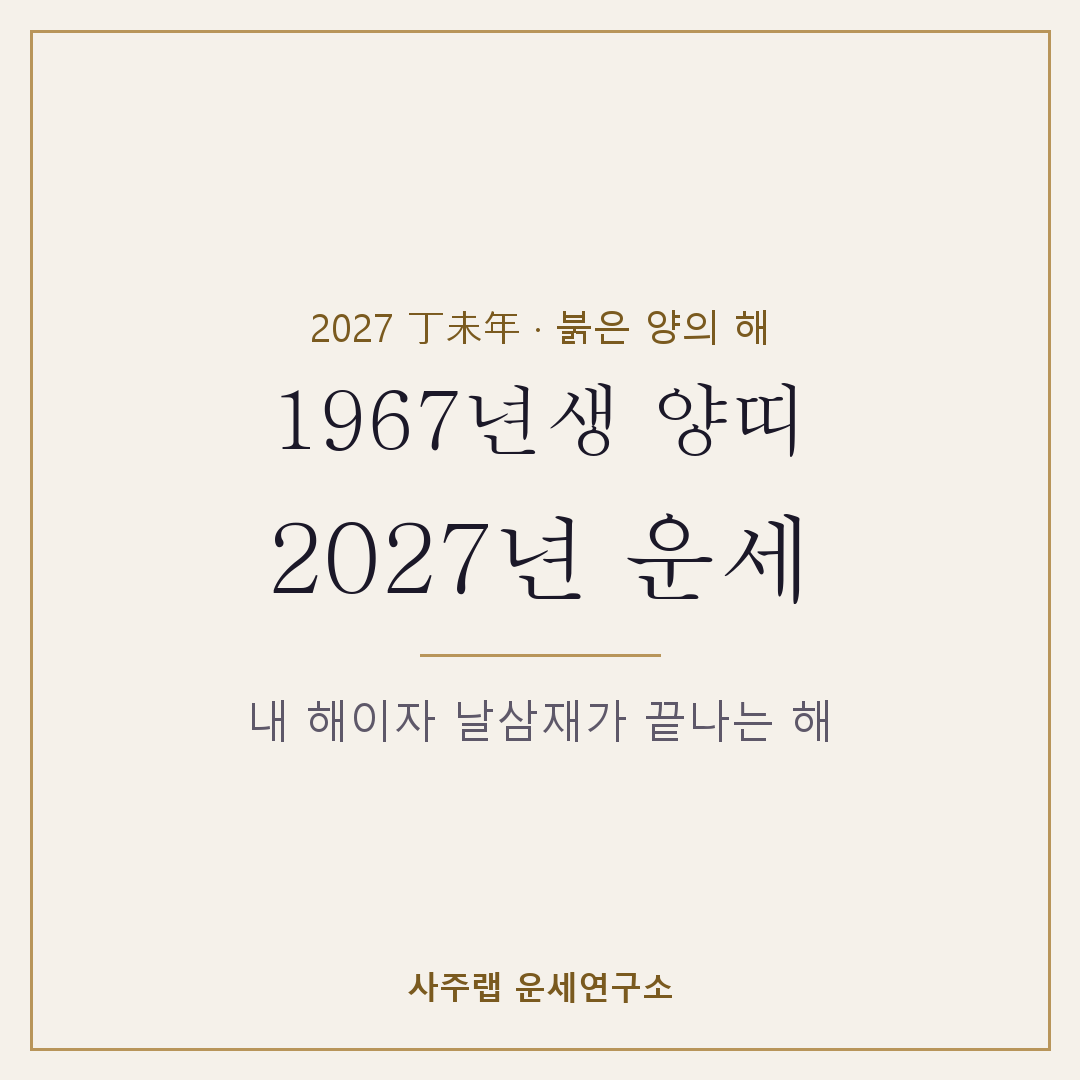 2027 丁未年 · 붉은 양의 해
1967년생 양띠
2027년 운세
내 해이자 날삼재가 끝나는 해
사주랩 운세연구소